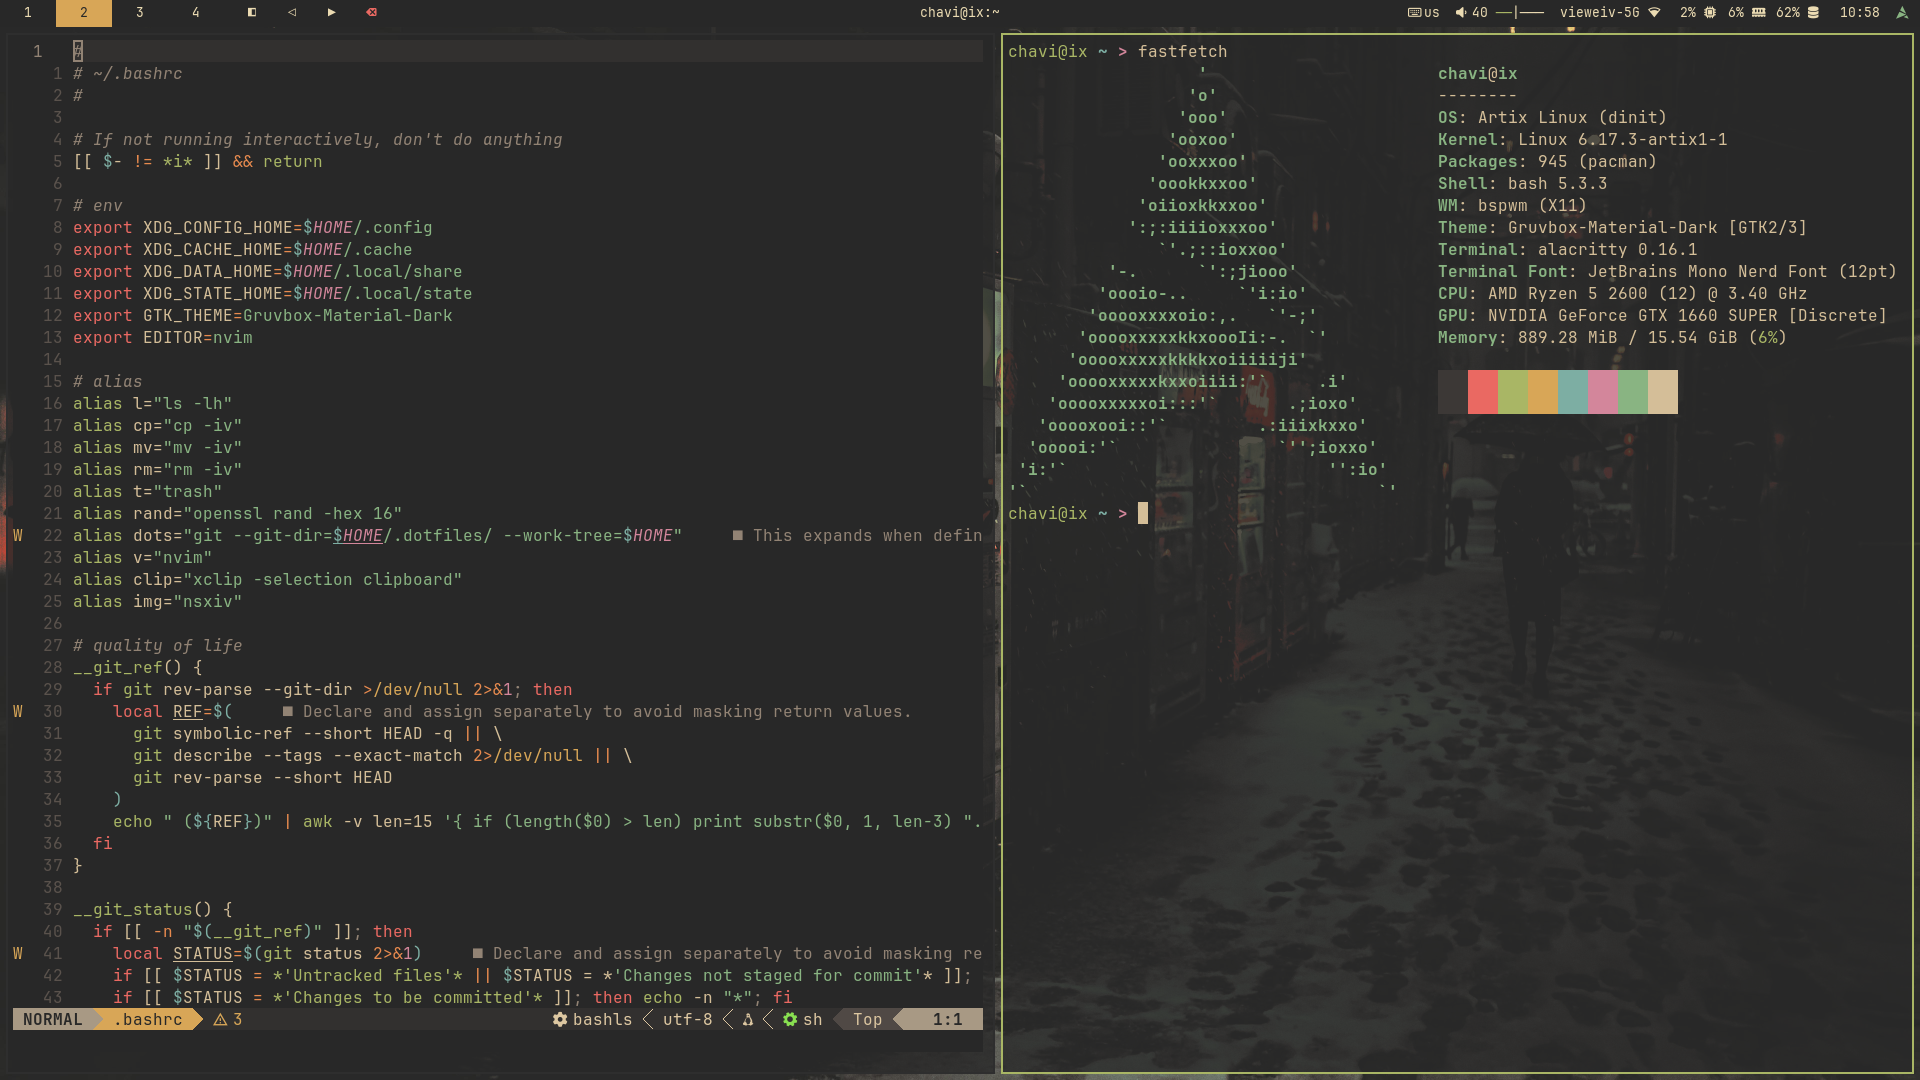 1 2 3 4 chavi@ix:~ us 40 vieweiv-5G 2% 6% 62% 10:58
1 #
1 # ~/.bashrc
2 #
3
4 # If not running interactively, don't do anything
5 [[ $- != *i* ]] && return
6
7 # env
8 export XDG_CONFIG_HOME=$HOME/.config
9 export XDG_CACHE_HOME=$HOME/.cache
10 export XDG_DATA_HOME=$HOME/.local/share
11 export XDG_STATE_HOME=$HOME/.local/state
12 export GTK_THEME=Gruvbox-Material-Dark
13 export EDITOR=nvim
14
15 # alias
16 alias l="ls -lh"
17 alias cp="cp -iv"
18 alias mv="mv -iv"
19 alias rm="rm -iv"
20 alias t="trash"
21 alias rand="openssl rand -hex 16"
W 22 alias dots="git --git-dir=$HOME/.dotfiles/ --work-tree=$HOME" ■ This expands when defin
23 alias v="nvim"
24 alias clip="xclip -selection clipboard"
25 alias img="nsxiv"
26
27 # quality of life
28 __git_ref() {
29 if git rev-parse --git-dir >/dev/null 2>&1; then
W 30 local REF=$( ■ Declare and assign separately to avoid masking return values.
31 git symbolic-ref --short HEAD -q || \
32 git describe --tags --exact-match 2>/dev/null || \
33 git rev-parse --short HEAD
34 )
35 echo " (${REF})" | awk -v len=15 '{ if (length($0) > len) print substr($0, 1, len-3) ".
36 fi
37 }
38
39 __git_status() {
40 if [[ -n "$(__git_ref)" ]]; then
W 41 local STATUS=$(git status 2>&1) ■ Declare and assign separately to avoid masking re
42 if [[ $STATUS = *'Untracked files'* || $STATUS = *'Changes not staged for commit'* ]];
43 if [[ $STATUS = *'Changes to be committed'* ]]; then echo -n "*"; fi
NORMAL .bashrc 3 bashls utf-8 sh Top 1:1
chavi@ix ~ > fastfetch
'
'o'
'ooo'
'ooxoo'
'ooxxxoo'
'oookkxxoo'
'oiioxkkxxoo'
':;:iiiioxxxoo'
`'.;::ioxxoo'
'-. `':;jiooo'
'oooio-.. `'i:io'
'ooooxxxxoio:,. `'-;'
'ooooxxxxxkkxoooIi:-. `'
'ooooxxxxxkkkkxoiiiiiji'
'ooooxxxxxkxxoiiii:'` .i'
'ooooxxxxxoi:::'` .;ioxo'
'ooooxooi::'` .:iiixkxxo'
'ooooi:'` `'';ioxxo'
'i:'` '':io'
'` `'
chavi@ix
--------
OS: Artix Linux (dinit)
Kernel: Linux 6.17.3-artix1-1
Packages: 945 (pacman)
Shell: bash 5.3.3
WM: bspwm (X11)
Theme: Gruvbox-Material-Dark [GTK2/3]
Terminal: alacritty 0.16.1
Terminal Font: JetBrains Mono Nerd Font (12pt)
CPU: AMD Ryzen 5 2600 (12) @ 3.40 GHz
GPU: NVIDIA GeForce GTX 1660 SUPER [Discrete]
Memory: 889.28 MiB / 15.54 GiB (6%)
chavi@ix ~ >